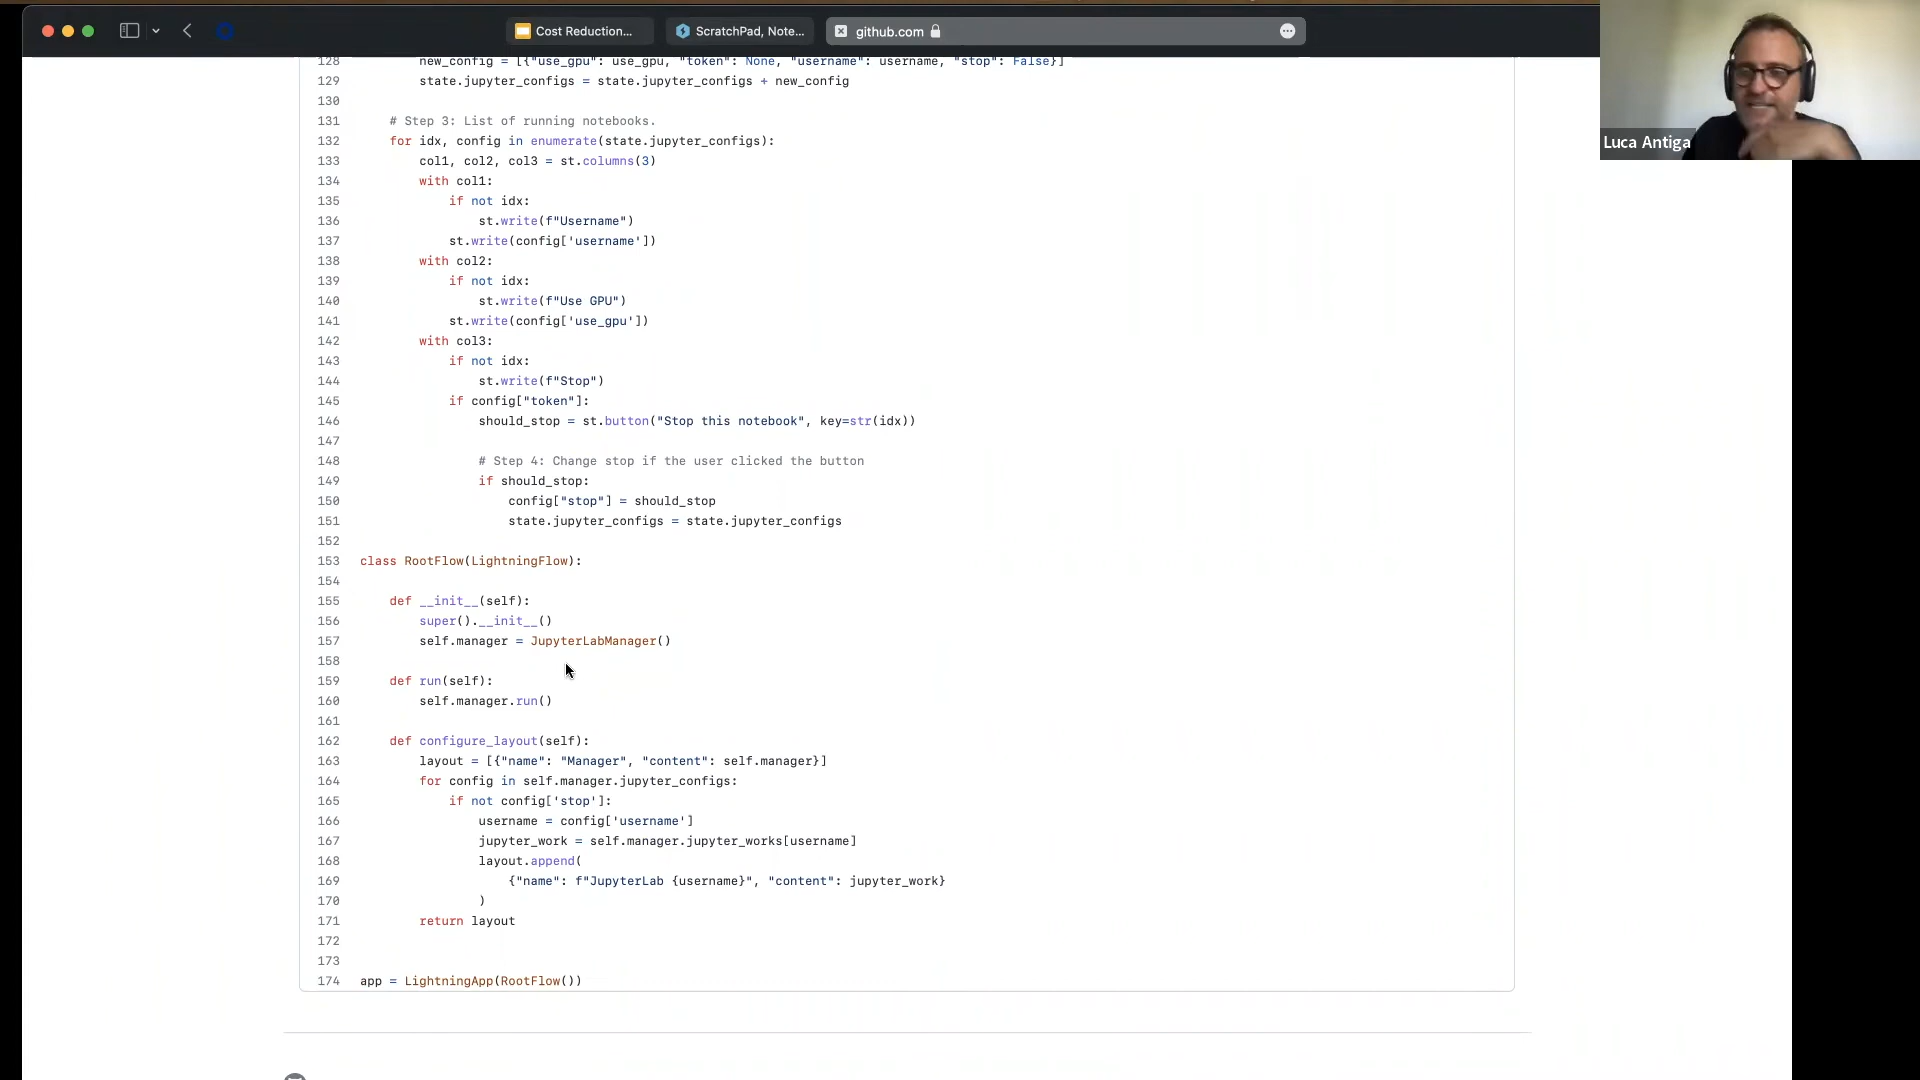 Cost Reduction...
ScratchPad, Note...
github.com
Luca Antiga
128 new_config = [{"use_gpu": use_gpu, "token": None, "username": username, "stop": False}]
129 state.jupyter_configs = state.jupyter_configs + new_config
130
131 # Step 3: List of running notebooks.
132 for idx, config in enumerate(state.jupyter_configs):
133 col1, col2, col3 = st.columns(3)
134 with col1:
135 if not idx:
136 st.write(f"Username")
137 st.write(config['username'])
138 with col2:
139 if not idx:
140 st.write(f"Use GPU")
141 st.write(config['use_gpu'])
142 with col3:
143 if not idx:
144 st.write(f"Stop")
145 if config["token"]:
146 should_stop = st.button("Stop this notebook", key=str(idx))
147
148 # Step 4: Change stop if the user clicked the button
149 if should_stop:
150 config["stop"] = should_stop
151 state.jupyter_configs = state.jupyter_configs
152
153 class RootFlow(LightningFlow):
154
155 def __init__(self):
156 super().__init__()
157 self.manager = JupyterLabManager()
158
159 def run(self):
160 self.manager.run()
161
162 def configure_layout(self):
163 layout = [{"name": "Manager", "content": self.manager}]
164 for config in self.manager.jupyter_configs:
165 if not config['stop']:
166 username = config['username']
167 jupyter_work = self.manager.jupyter_works[username]
168 layout.append(
169 {"name": f"JupyterLab {username}", "content": jupyter_work}
170 )
171 return layout
172
173
174 app = LightningApp(RootFlow())